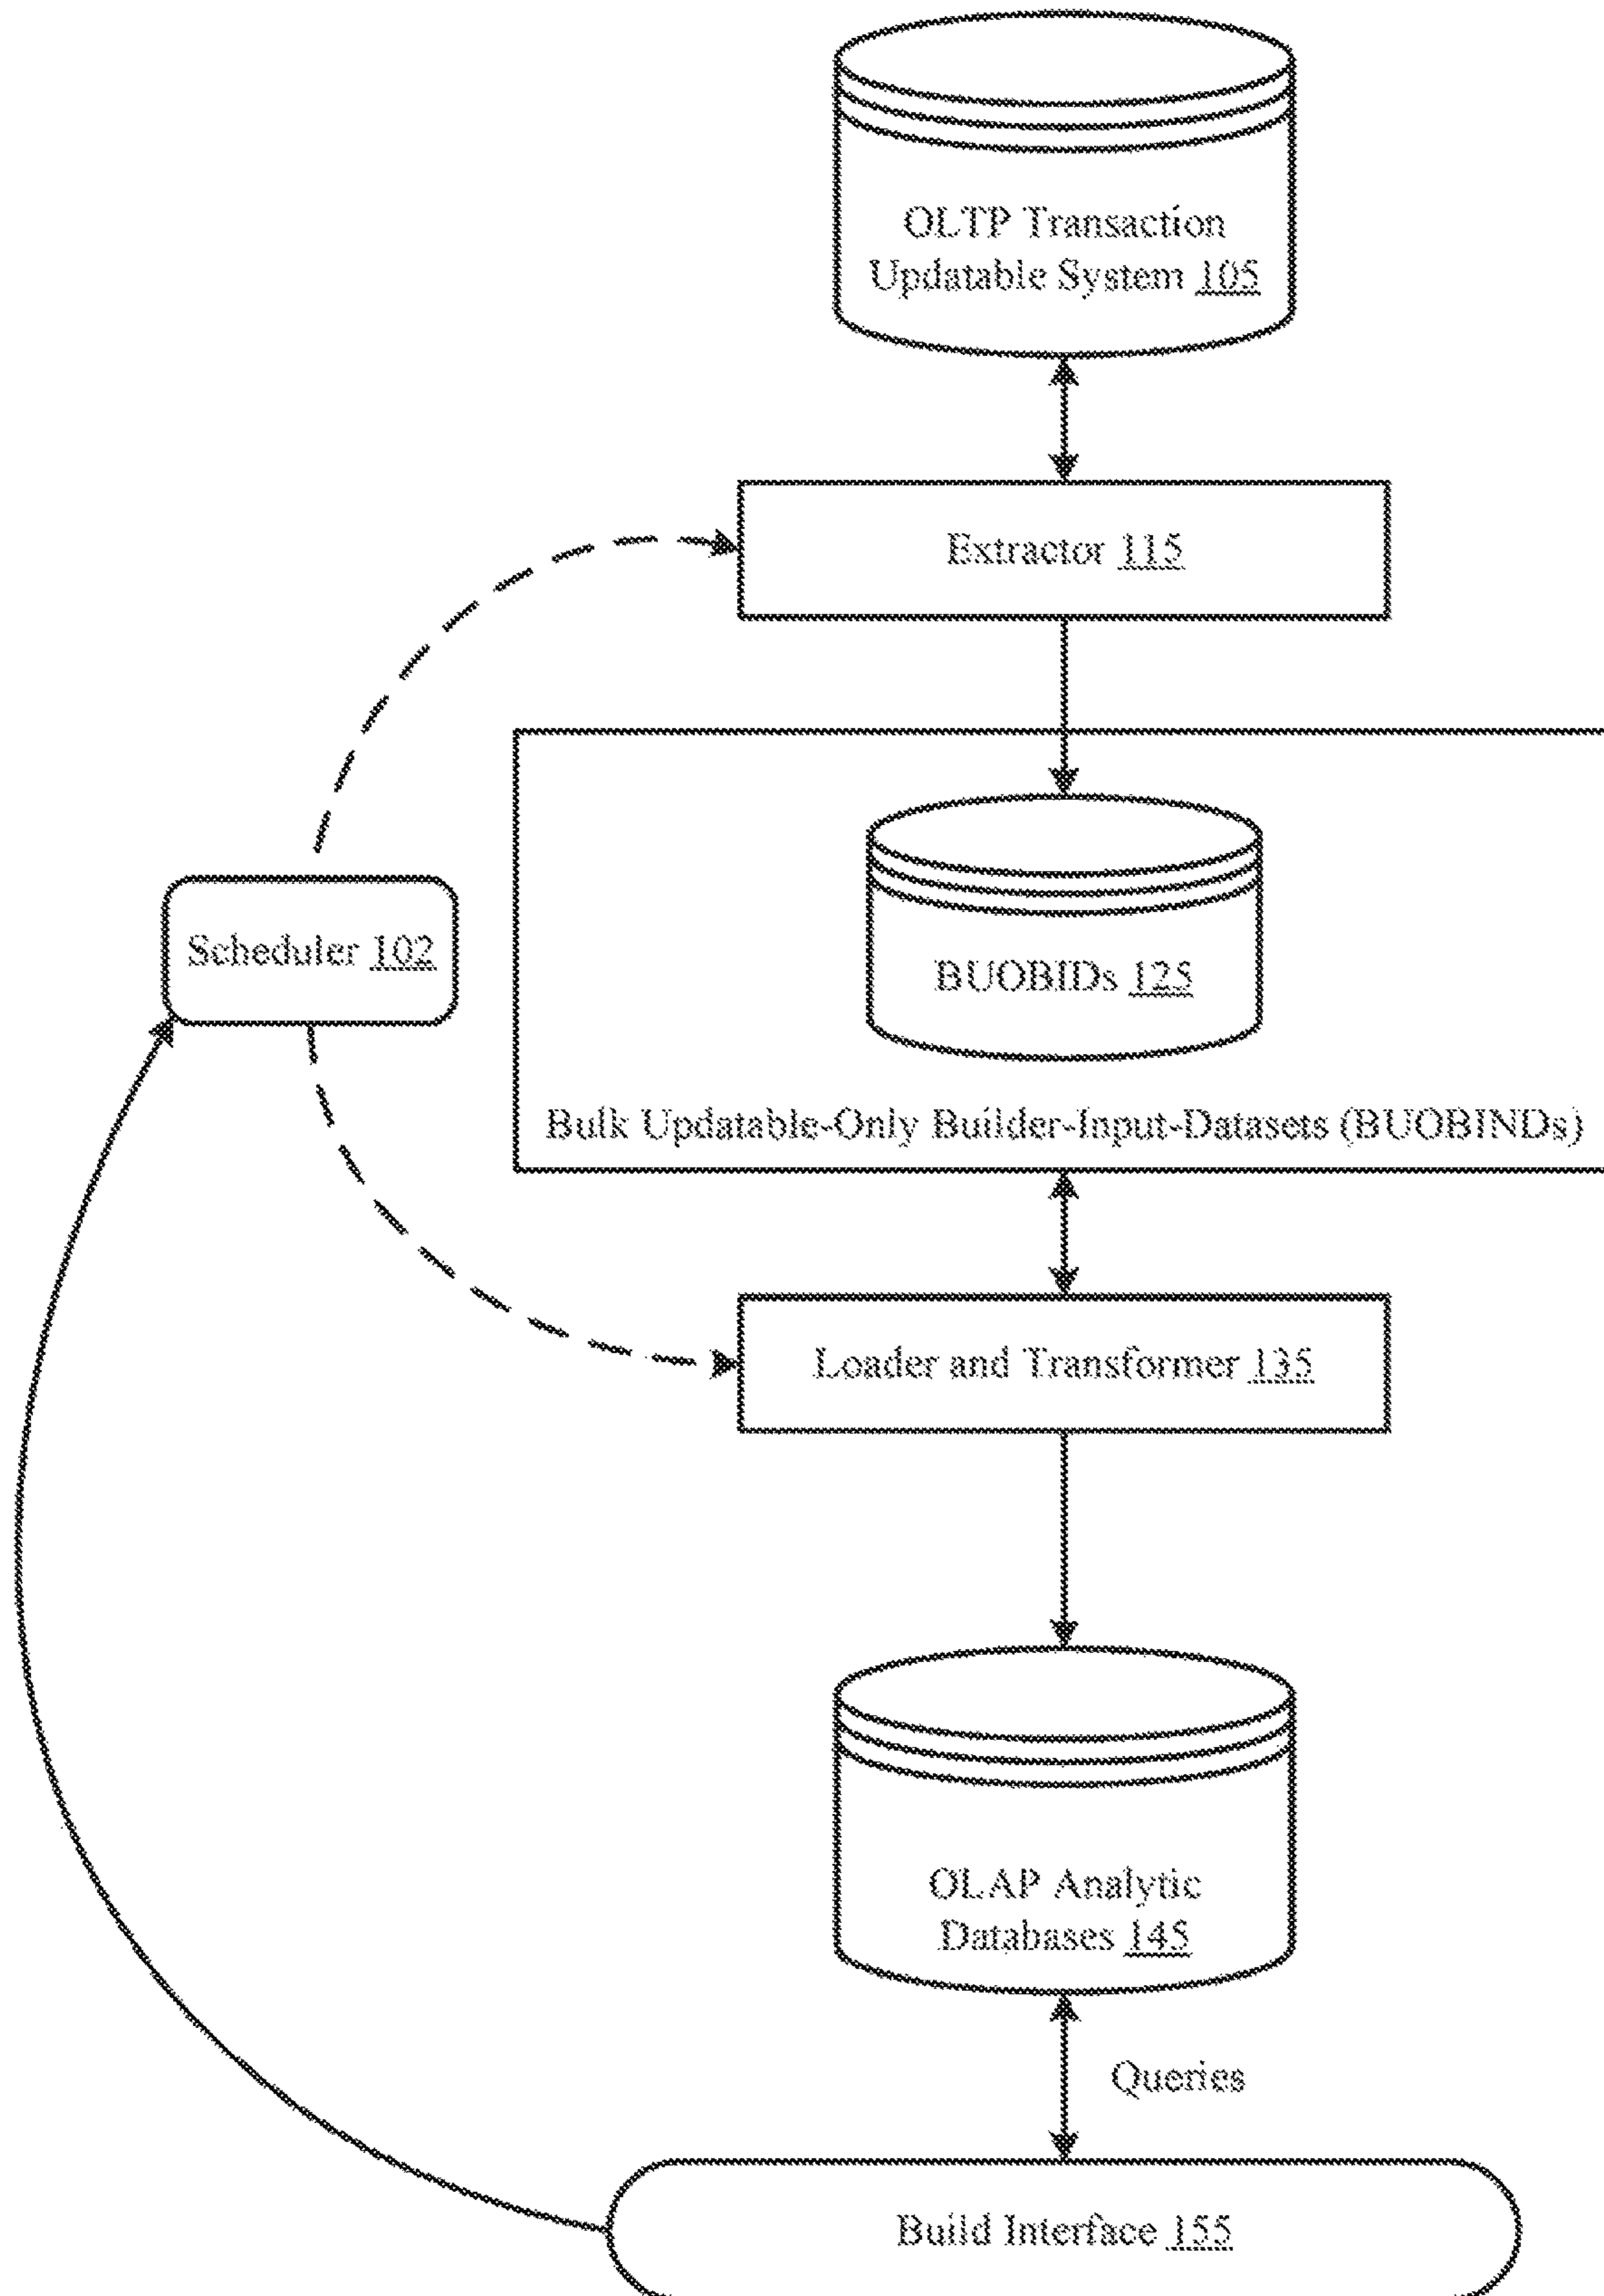 OLTP Transaction
Updatable System 105
Extractor 115
Scheduler 102
BUOBIDs 125
Bulk Updatable-Only Builder-Input-Datasets (BUOBINDs)
Loader and Transformer 135
OLAP Analytic
Databases 145
Queries
Build Interface 155